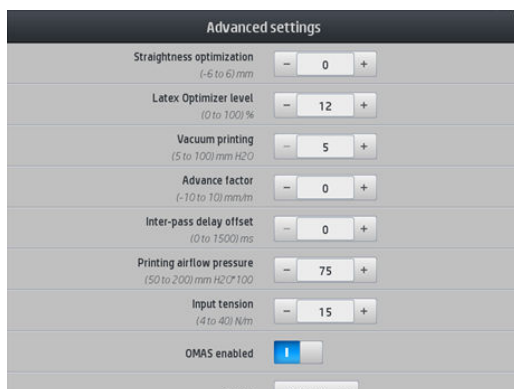 Advanced settings
Straightness optimization
(-6 to 6) mm
− 0 +
Latex Optimizer level
(0 to 100) %
− 12 +
Vacuum printing
(5 to 100) mm H2O
− 5 +
Advance factor
(-10 to 10) mm/m
− 0 +
Inter-pass delay offset
(0 to 1500) ms
− 0 +
Printing airflow pressure
(50 to 200) mm H2O*100
− 75 +
Input tension
(4 to 40) N/m
− 15 +
OMAS enabled